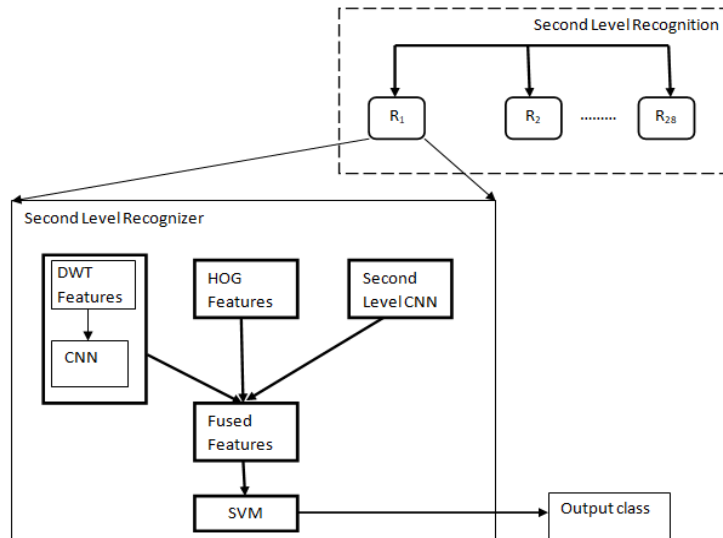 Second Level Recognition
R₁
R₂
.........
R₂₈
Second Level Recognizer
DWT
Features
CNN
HOG
Features
Second
Level CNN
Fused
Features
SVM
Output class